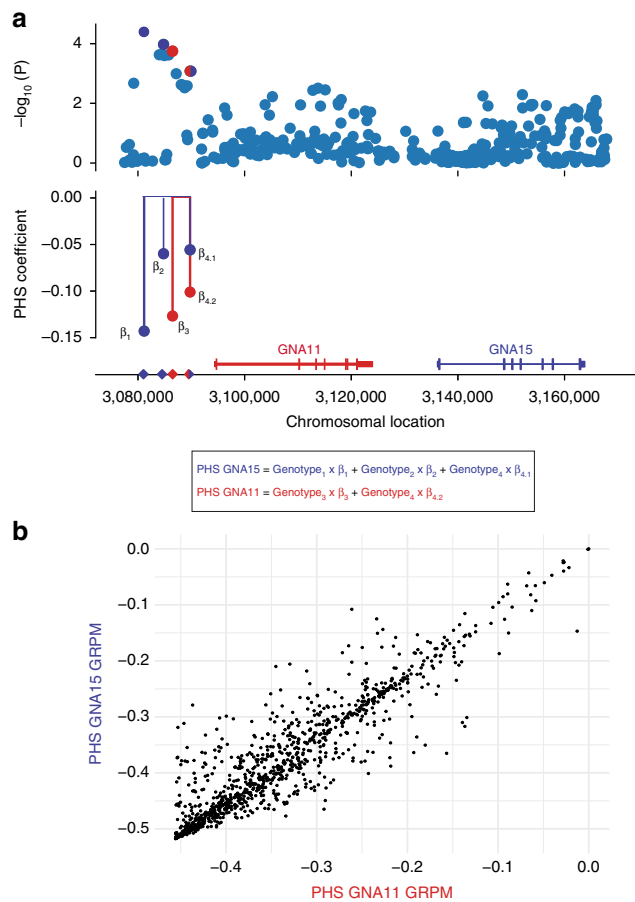 a
4
2
0
−log₁₀ (P)
0.00
−0.05
−0.10
−0.15
PHS coefficient
β₁
β₂
β₃
β₄.₁
β₄.₂
GNA11
GNA15
3,080,000 3,100,000 3,120,000 3,140,000 3,160,000
Chromosomal location
PHS GNA15 = Genotype₁ x β₁ + Genotype₂ x β₂ + Genotype₄ x β₄.₁
PHS GNA11 = Genotype₃ x β₃ + Genotype₄ x β₄.₂
b
0.0
−0.1
−0.2
−0.3
−0.4
−0.5
PHS GNA15 GRPM
−0.4 −0.3 −0.2 −0.1 0.0
PHS GNA11 GRPM